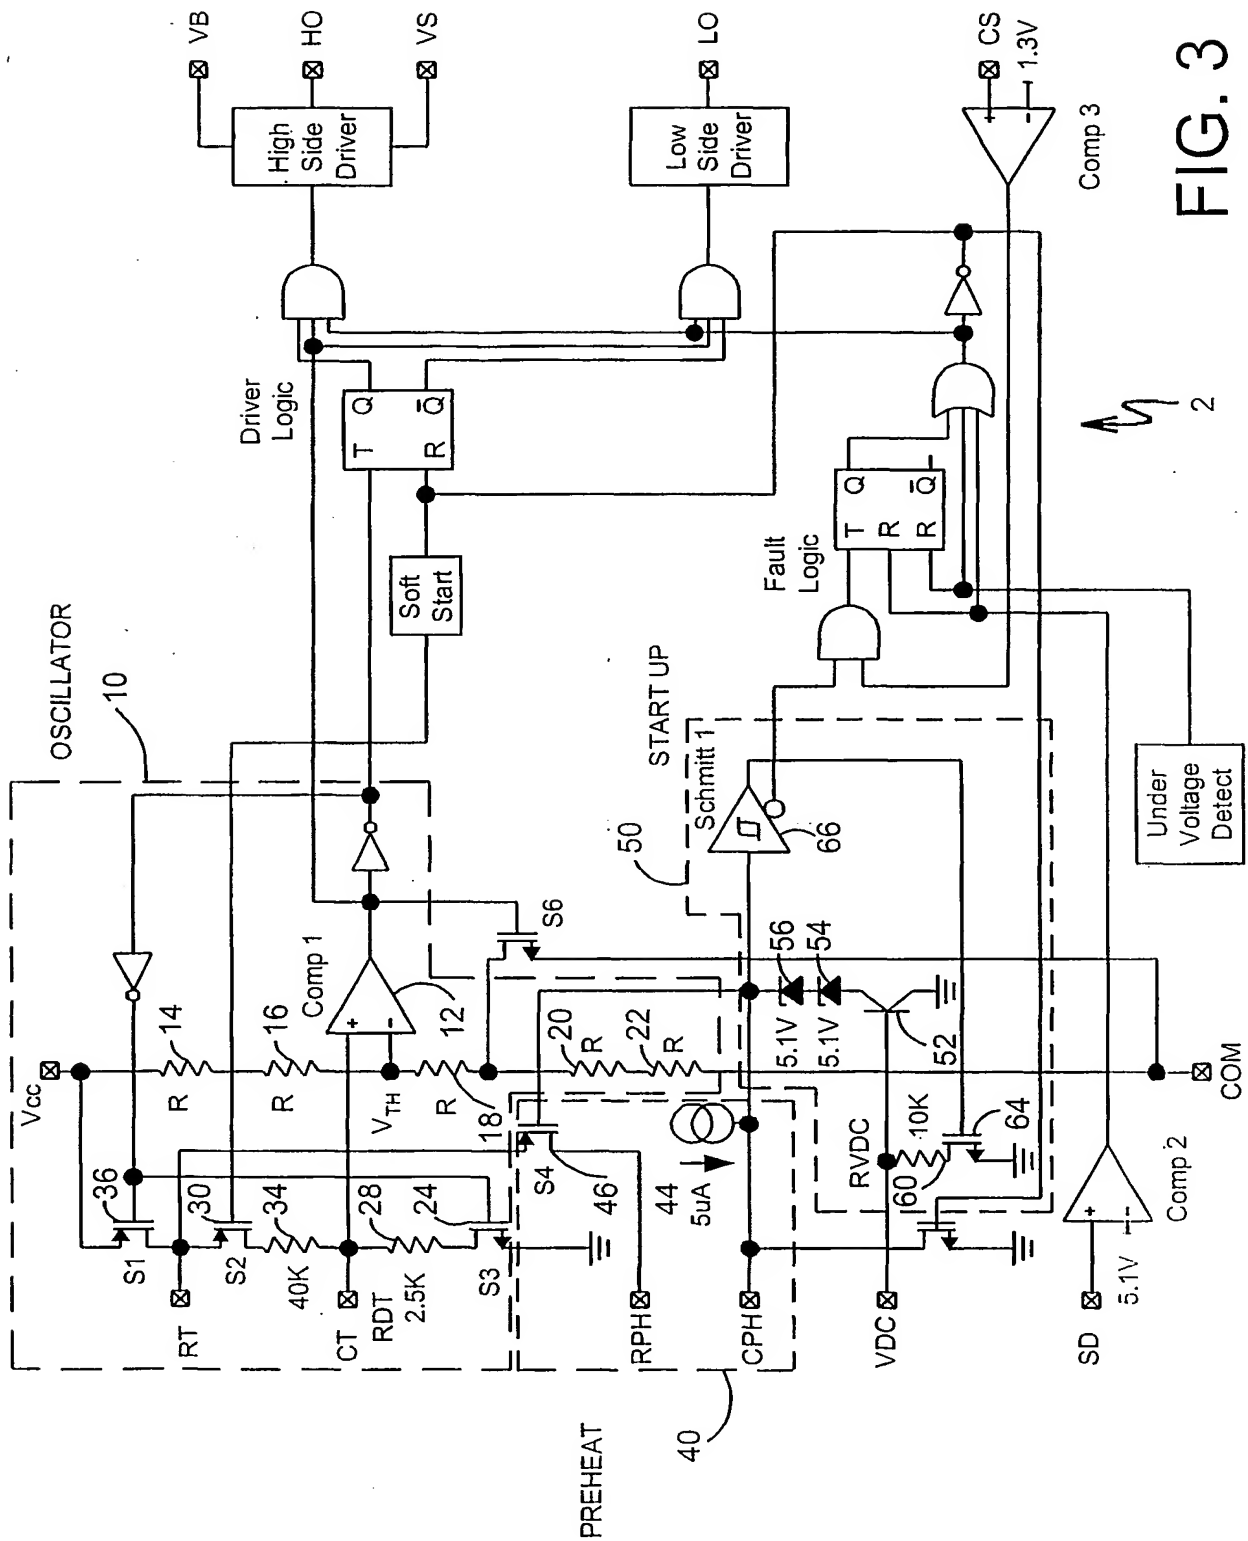 FIG. 3
2
OSCILLATOR
10
START UP
50
PREHEAT
40
VB
HO
VS
LO
CS
1.3V
High
Side
Driver
Low
Side
Driver
Comp 3
Driver
Logic
T
Q
R
Q
Soft
Start
Fault
Logic
T
Q
R
R
Q
Under
Voltage
Detect
Schmitt 1
66
Vcc
14
R
16
R
VTH
18
R
20
R
22
R
Comp 1
+
-
12
S6
36
S1
30
S2
34
40K
28
RDT
2.5K
24
S3
S4
46
44
5uA
56
5.1V
54
5.1V
52
RVDC
10K
60
64
RT
CT
RPH
CPH
VDC
SD
5.1V
+
-
Comp 2
COM
+
-